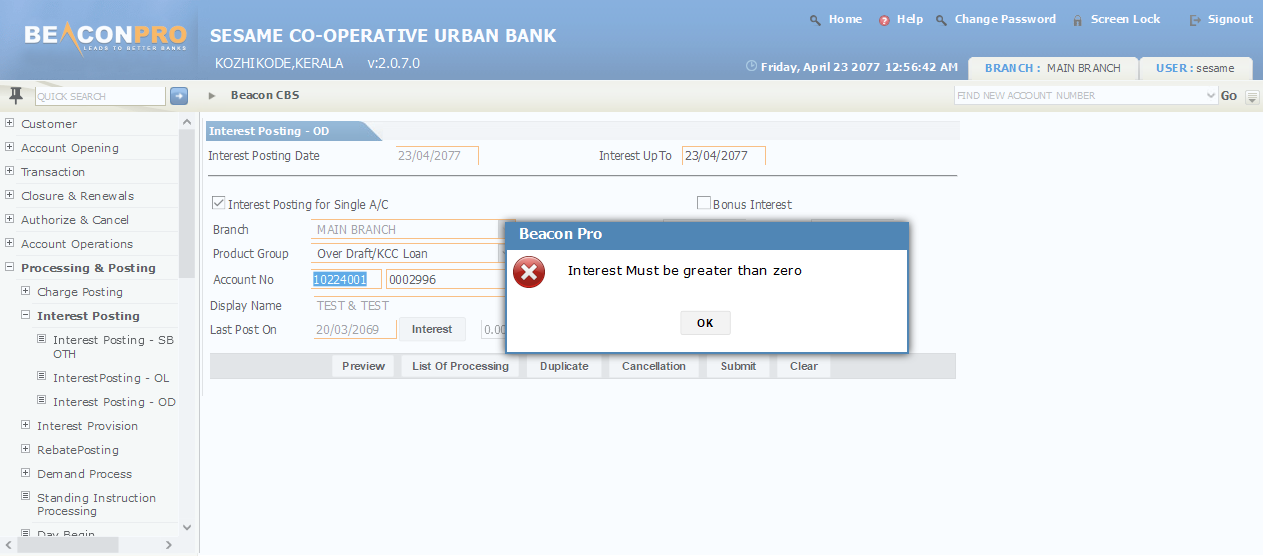 Home Help Change Password Screen Lock Signout
BEACONPRO
LEADS TO BETTER BANKS
SESAME CO-OPERATIVE URBAN BANK
KOZHIKODE,KERALA v:2.0.7.0
Friday, April 23 2077 12:56:42 AM BRANCH : MAIN BRANCH USER : sesame
QUICK SEARCH Beacon CBS FIND NEW ACCOUNT NUMBER Go
Customer
Account Opening
Transaction
Closure & Renewals
Authorize & Cancel
Account Operations
Processing & Posting
Charge Posting
Interest Posting
Interest Posting - SB
OTH
InterestPosting - OL
Interest Posting - OD
Interest Provision
RebatePosting
Demand Process
Standing Instruction
Processing
Day Begin
Interest Posting - OD
Interest Posting Date 23/04/2077 Interest UpTo 23/04/2077
Interest Posting for Single A/C Bonus Interest
Branch MAIN BRANCH
Product Group Over Draft/KCC Loan
Account No 10224001 0002996
Display Name TEST & TEST
Last Post On 20/03/2069 Interest 0.00
Beacon Pro
Interest Must be greater than zero
OK
Preview List Of Processing Duplicate Cancellation Submit Clear